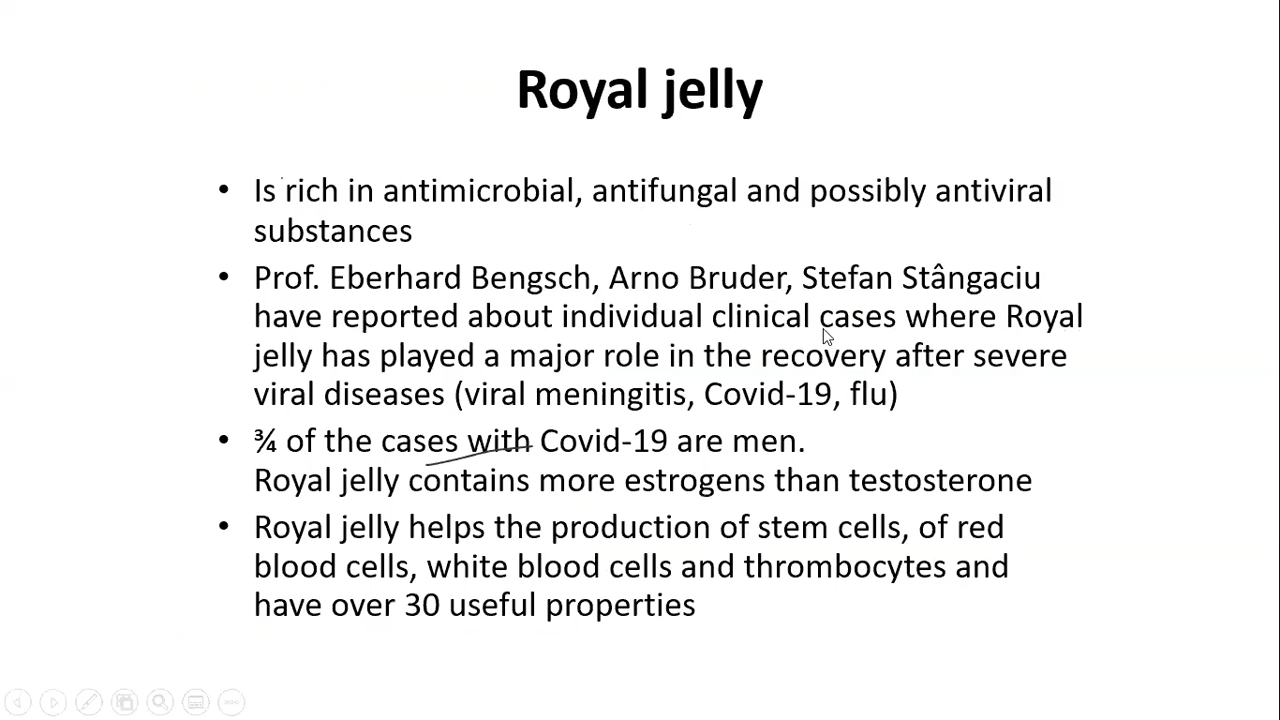 Royal jelly
• Is rich in antimicrobial, antifungal and possibly antiviral
substances
• Prof. Eberhard Bengsch, Arno Bruder, Stefan Stângaciu
have reported about individual clinical cases where Royal
jelly has played a major role in the recovery after severe
viral diseases (viral meningitis, Covid-19, flu)
• ¾ of the cases with Covid-19 are men.
Royal jelly contains more estrogens than testosterone
• Royal jelly helps the production of stem cells, of red
blood cells, white blood cells and thrombocytes and
have over 30 useful properties